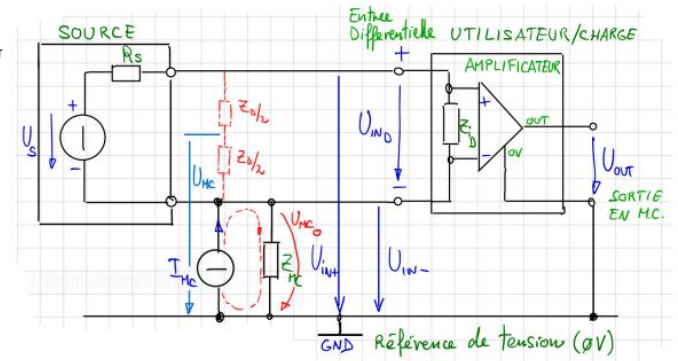 Entrée
SOURCE
Différentielle UTILISATEUR/CHARGE
RS
+
AMPLIFICATEUR
+
US
-
ZD/2
ZD/2
UMC
UIND
ZD
+
-
OUT
0V
UOUT
-
SORTIE
EN M.C.
IMC
UMC0
ZMC
UIN+
UIN-
GND
Référence de tension (ØV)